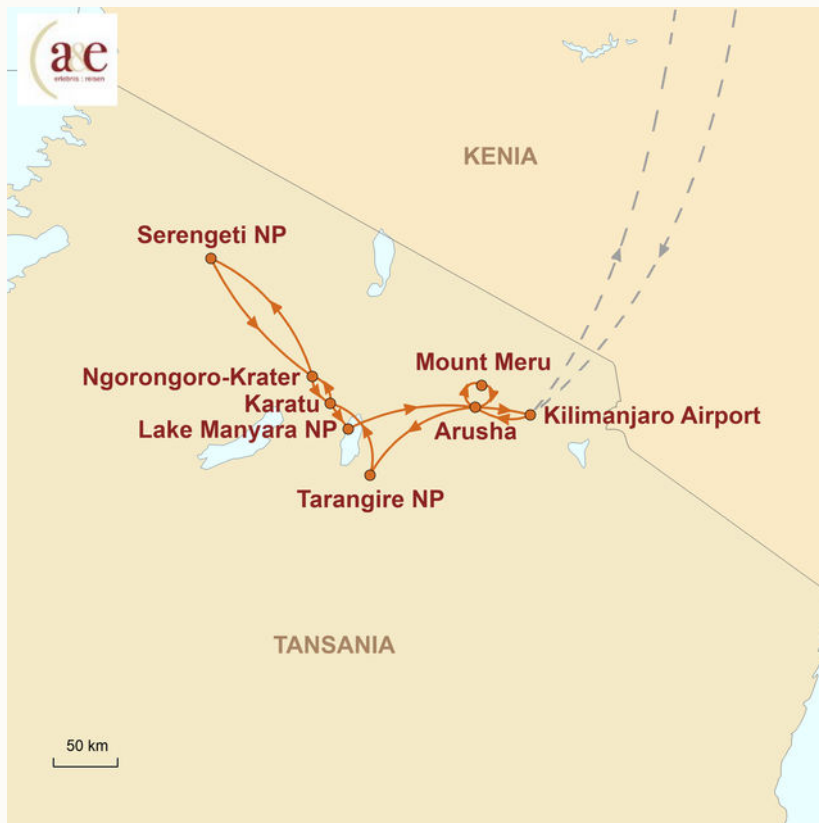 a&e
erlebnis : reisen
KENIA
Serengeti NP
Mount Meru
Ngorongoro-Krater
Karatu
Kilimanjaro Airport
Lake Manyara NP
Arusha
Tarangire NP
TANSANIA
50 km